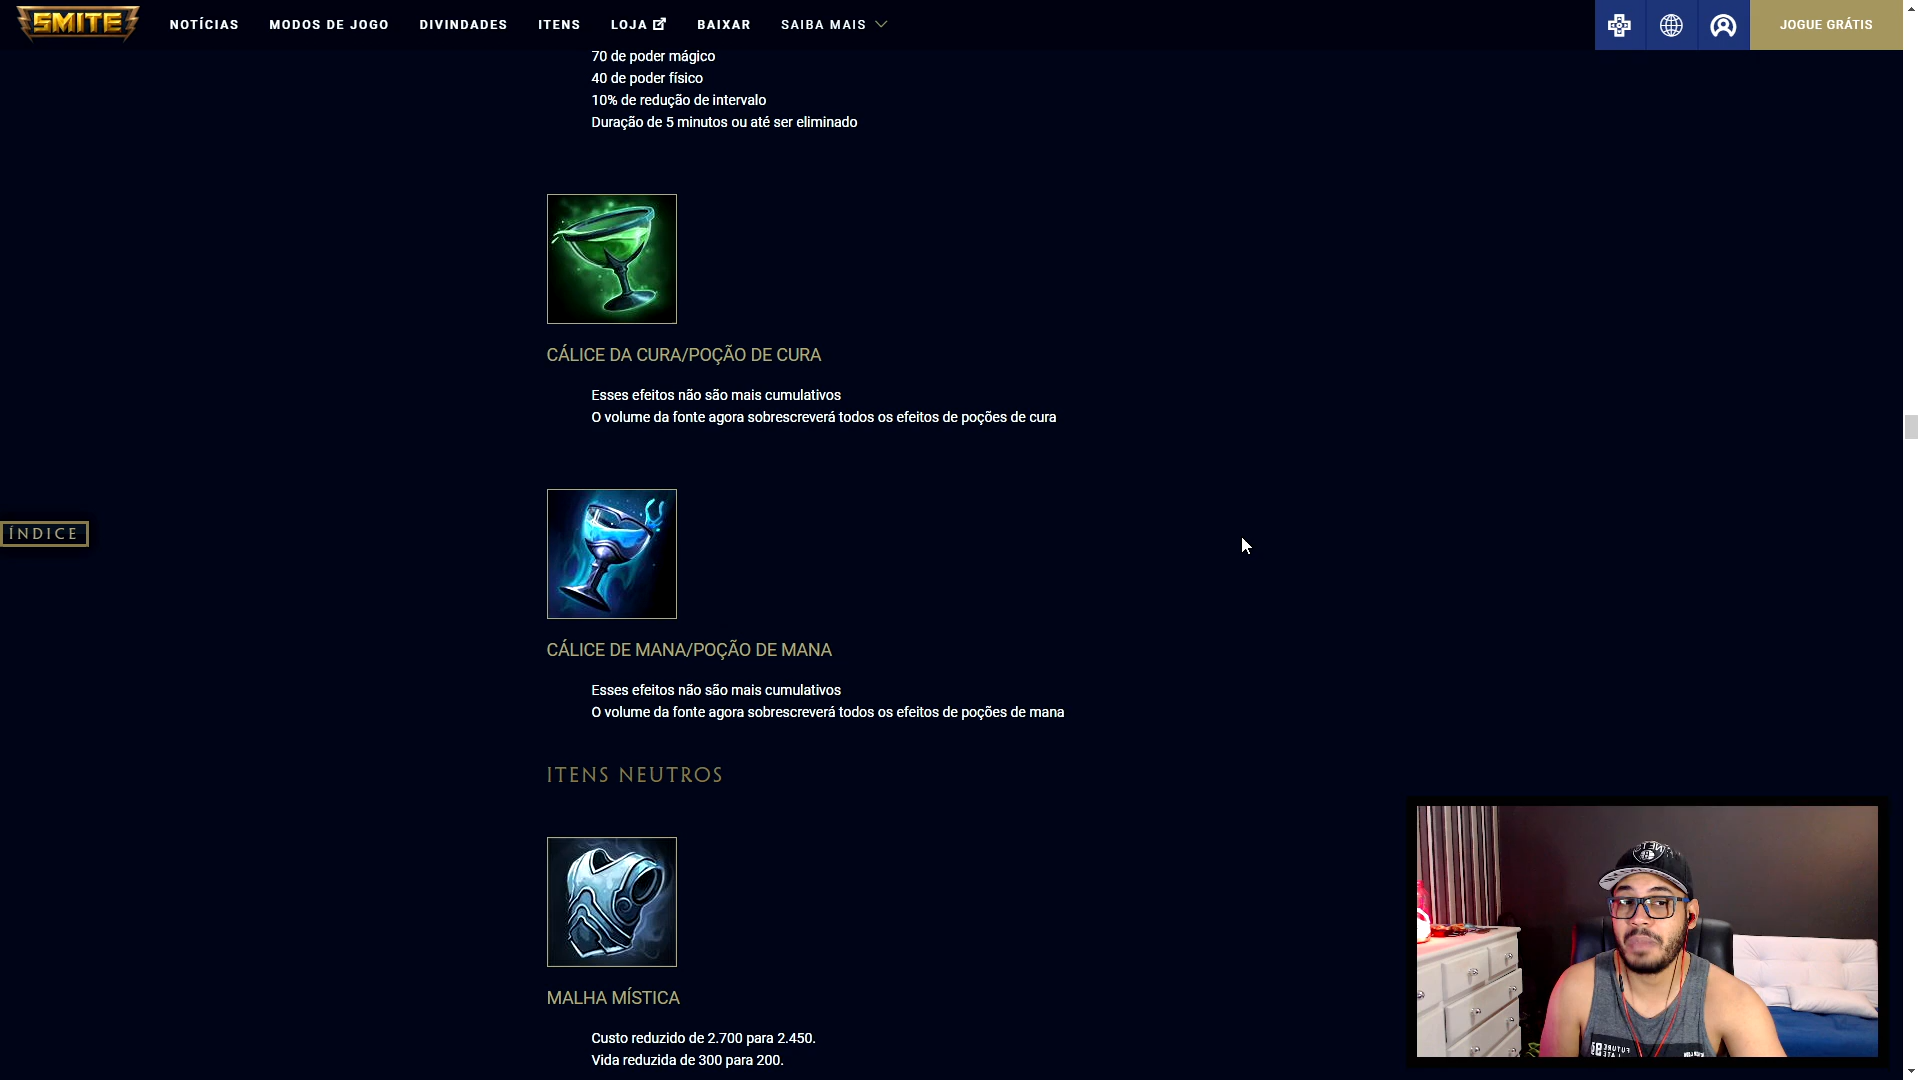 SMITE
NOTÍCIAS
MODOS DE JOGO
DIVINDADES
ITENS
LOJA
BAIXAR
SAIBA MAIS
JOGUE GRÁTIS
70 de poder mágico
40 de poder físico
10% de redução de intervalo
Duração de 5 minutos ou até ser eliminado
CÁLICE DA CURA/POÇÃO DE CURA
Esses efeitos não são mais cumulativos
O volume da fonte agora sobrescreverá todos os efeitos de poções de cura
ÍNDICE
CÁLICE DE MANA/POÇÃO DE MANA
Esses efeitos não são mais cumulativos
O volume da fonte agora sobrescreverá todos os efeitos de poções de mana
ITENS NEUTROS
MALHA MÍSTICA
Custo reduzido de 2.700 para 2.450.
Vida reduzida de 300 para 200.